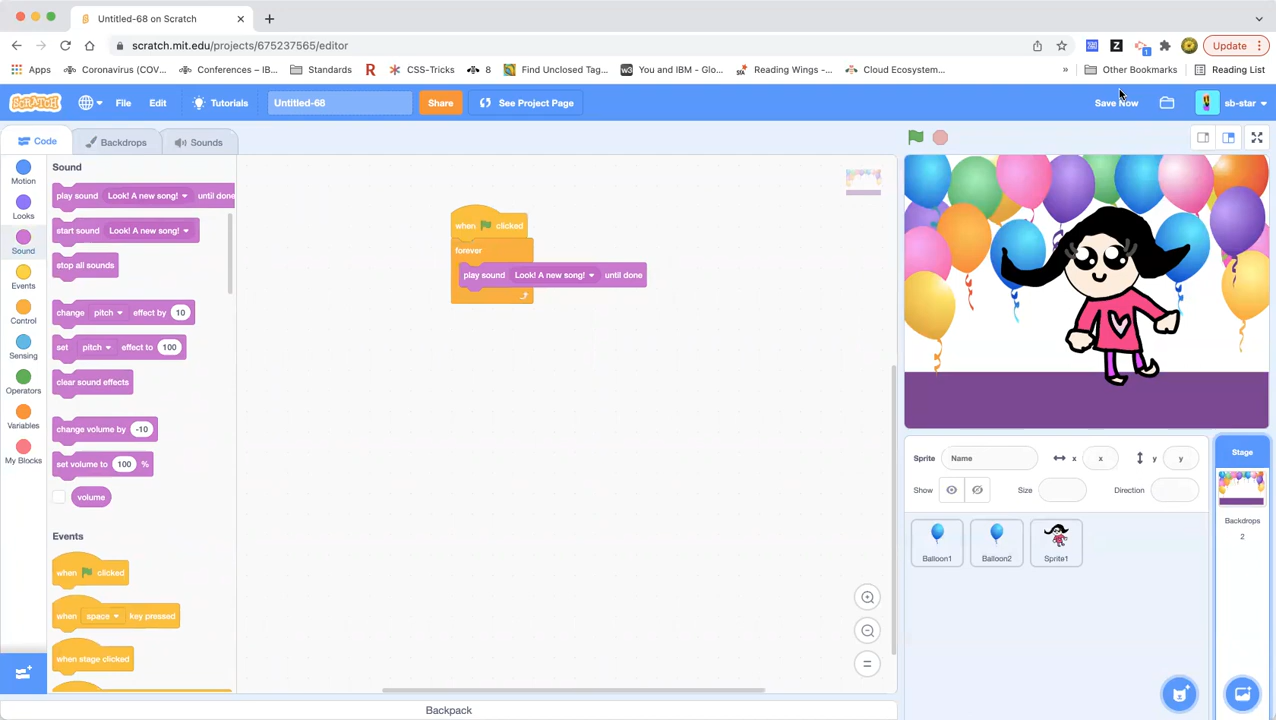 Untitled-68 on Scratch
scratch.mit.edu/projects/675237565/editor
Z
1
Update
Apps
Coronavirus (COV...
Conferences – IB...
Standards
R
CSS-Tricks
8
Find Unclosed Tag...
w3
You and IBM - Glo...
Reading Wings -...
Cloud Ecosystem...
»
Other Bookmarks
Reading List
SCRATCH
File
Edit
Tutorials
Untitled-68
Share
See Project Page
Save Now
sb-star
Code
Backdrops
Sounds
Motion
Looks
Sound
Events
Control
Sensing
Operators
Variables
My Blocks
Sound
play sound Look! A new song! until done
start sound Look! A new song!
stop all sounds
change pitch effect by 10
set pitch effect to 100
clear sound effects
change volume by -10
set volume to 100 %
volume
Events
when clicked
when space key pressed
when stage clicked
when clicked
forever
play sound Look! A new song! until done
Sprite Name
x x
y y
Show
Size
Direction
Balloon1
Balloon2
Sprite1
Stage
Backdrops
2
Backpack